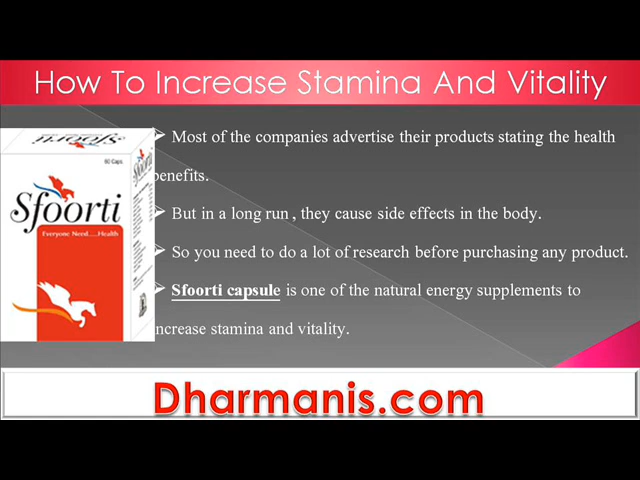 How To Increase Stamina And Vitality
Most of the companies advertise their products stating the health
benefits.
But in a long run , they cause side effects in the body.
So you need to do a lot of research before purchasing any product.
Sfoorti capsule is one of the natural energy supplements to
increase stamina and vitality.
Sfoorti
60 Caps
Sfoorti
Sfoorti
Everyone Need.....Health
Dharmanis.com